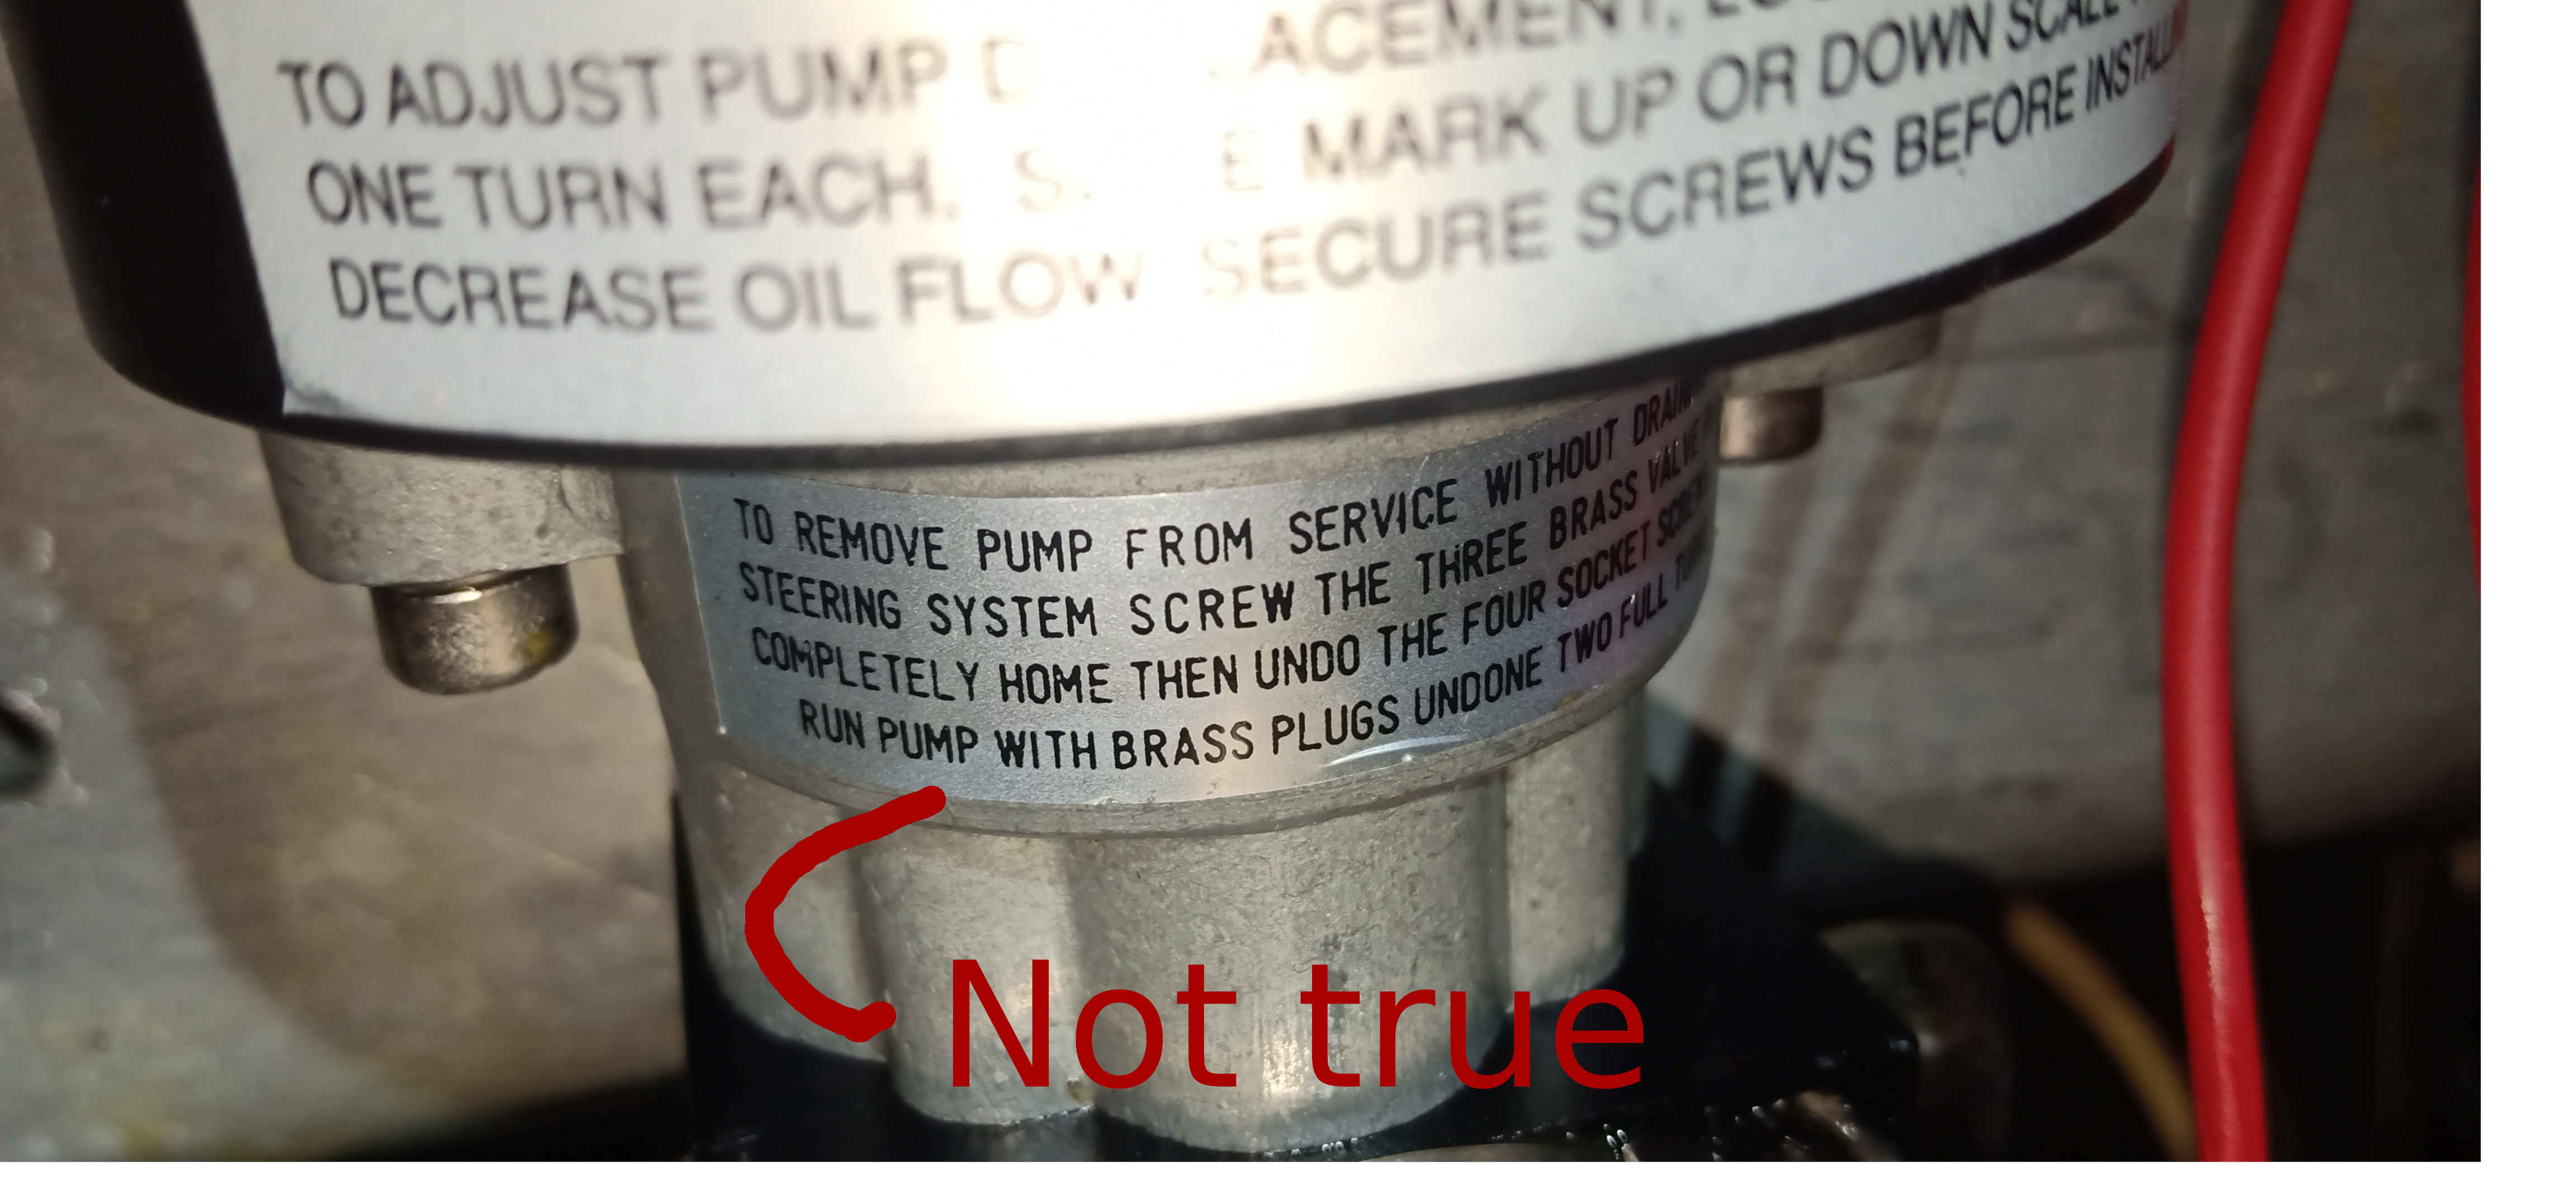 TO ADJUST PUMP
ONE TURN EACH. MARK UP OR DOWN SCALE
DECREASE OIL FLOW SECURE SCREWS BEFORE
TO REMOVE PUMP FROM SERVICE WITHOUT
STEERING SYSTEM SCREW THE THREE BRASS VALVE
COMPLETELY HOME THEN UNDO THE FOUR SOCKET
RUN PUMP WITH BRASS PLUGS UNDONE TWO FULL
Not true